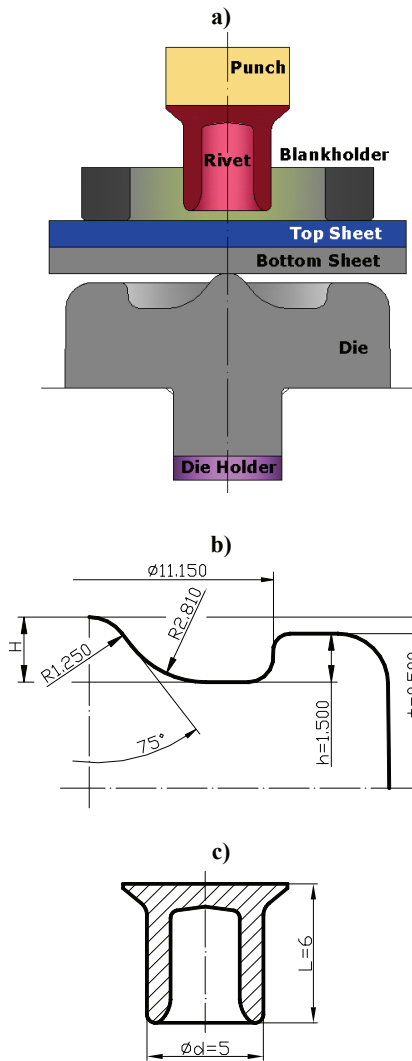 a)
Punch
Rivet
Blankholder
Top Sheet
Bottom Sheet
Die
Die Holder
b)
Ø11.150
H
R1.250
R2.810
75°
h=1.500
c)
L=6
Ød=5